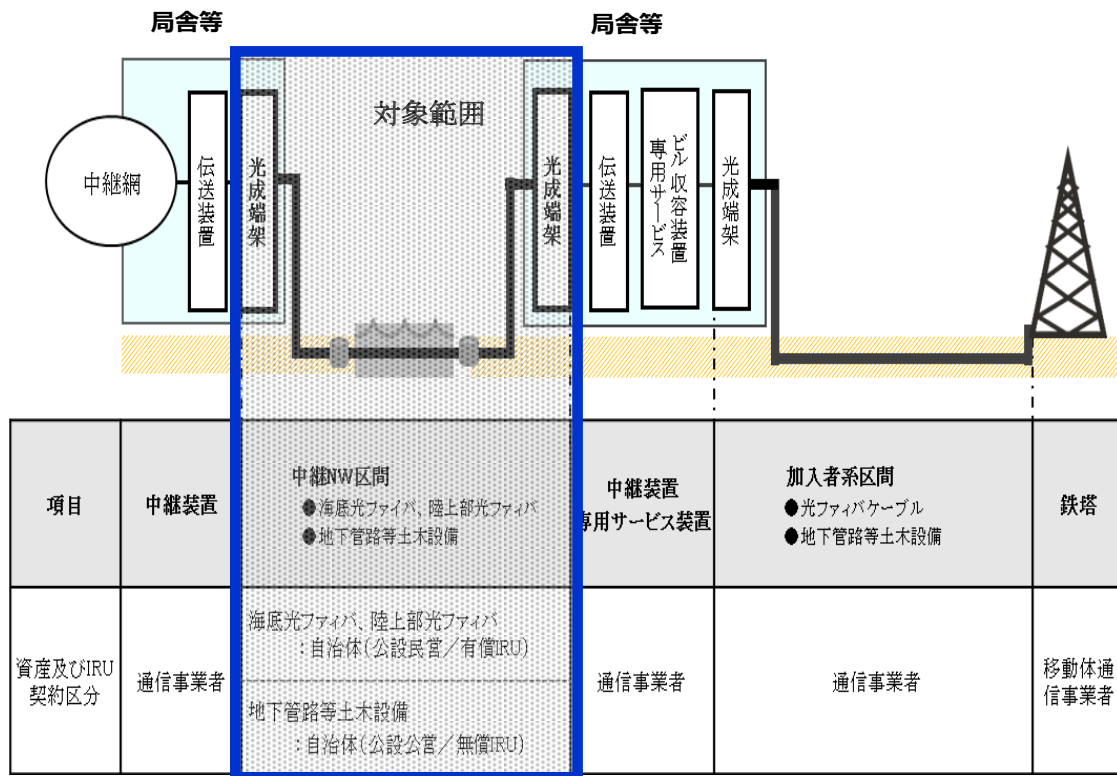 局舎等
局舎等
対象範囲
中継網
伝送装置
光成端架
光成端架
伝送装置
ビル収容装置
専用サービス
光成端架
項目
中継装置
中継NW区間
●海底光ファイバ、陸上部光ファイバ
●地下管路等土木設備
中継装置
専用サービス装置
加入者系区間
●光ファイバケーブル
●地下管路等土木設備
鉄塔
資産及びIRU
契約区分
通信事業者
海底光ファイバ、陸上部光ファイバ
：自治体(公設民営／有償IRU)
地下管路等土木設備
：自治体(公設公営／無償IRU)
通信事業者
通信事業者
移動体通
信事業者